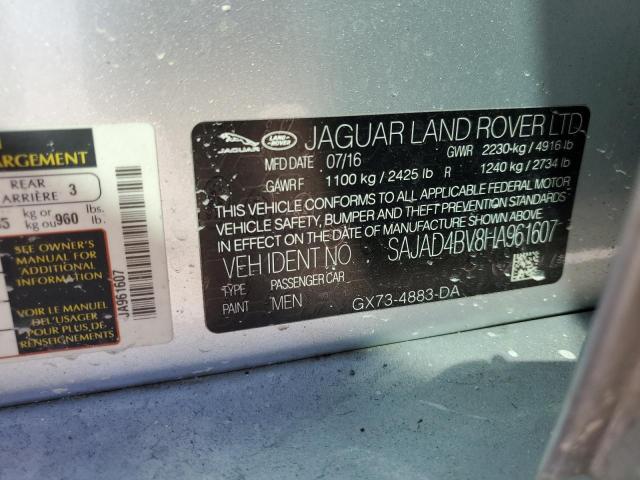 ARGEMENT
REAR
ARRIÈRE 3
kg or 960 lbs.
kg ou lb.
SEE OWNER'S
MANUAL FOR
ADDITIONAL
INFORMATION
VOIR LE MANUEL
DU USAGER
POUR PLUS DE
RENSEIGNEMENTS
JA961607
JAGUAR
LAND-ROVER
JAGUAR LAND ROVER LTD
MFD DATE 07/16 GVWR 2230-kg / 4916 lb
GAWR F 1100 kg / 2425 lb R 1240 kg / 2734 lb
THIS VEHICLE CONFORMS TO ALL APPLICABLE FEDERAL MOTOR
VEHICLE SAFETY, BUMPER AND THEFT PREVENTION STANDARDS
IN EFFECT ON THE DATE OF MANUFACTURE SHOWN ABOVE
VEH IDENT NO. SAJAD4BV8HA961607
TYPE PASSENGER CAR
PAINT 1/MEN GX73-4883-DA